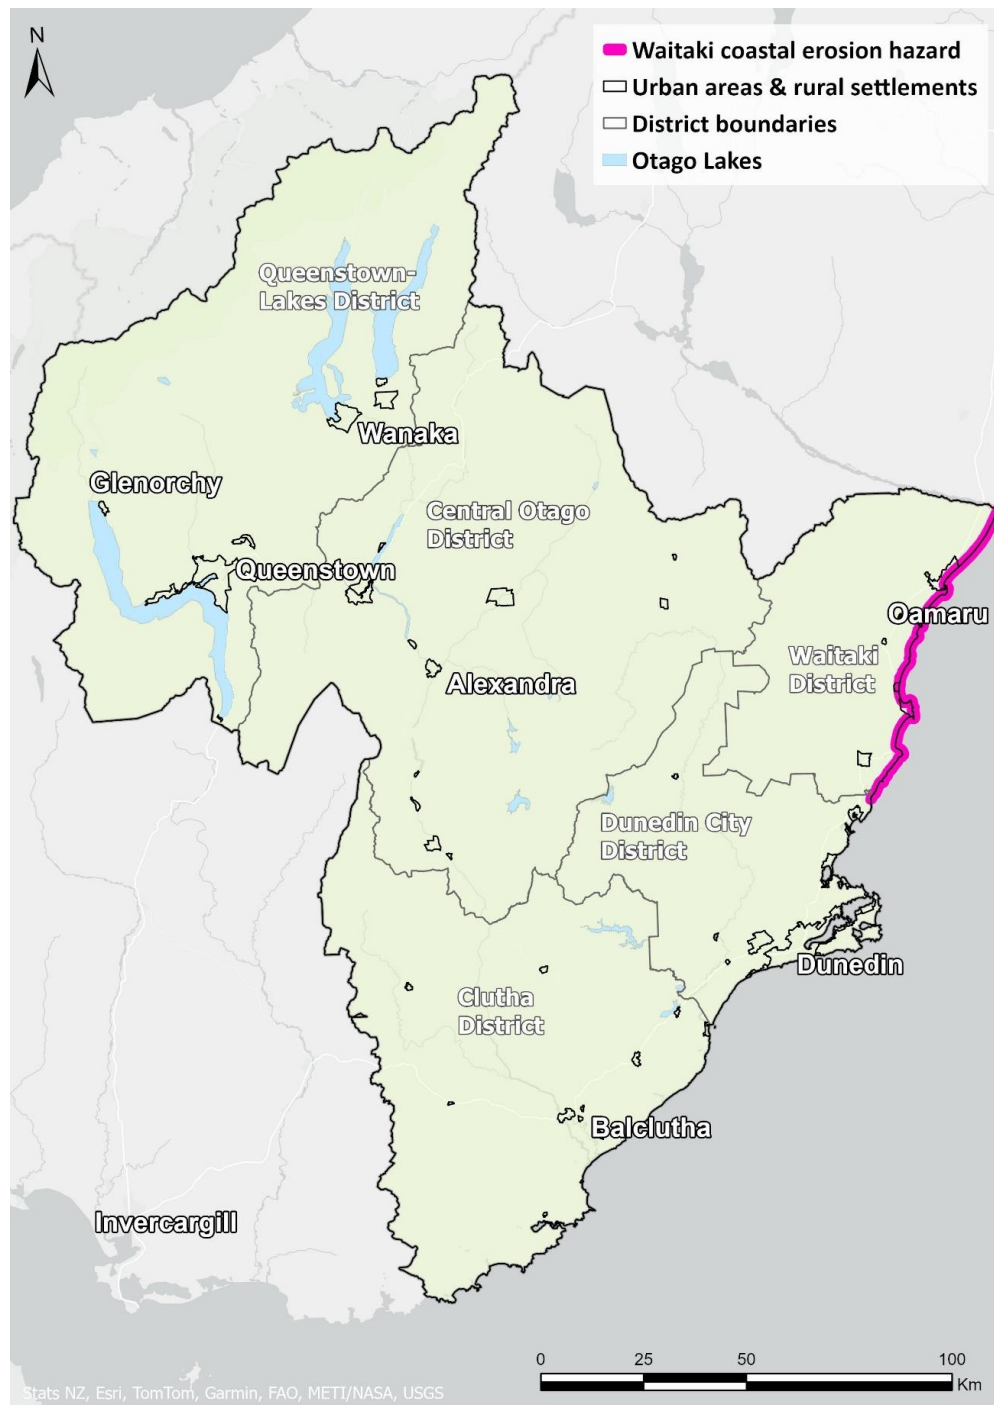 N
Waitaki coastal erosion hazard
Urban areas & rural settlements
District boundaries
Otago Lakes
Queenstown-
Lakes District
Wanaka
Glenorchy
Central Otago
District
Queenstown
Oamaru
Waitaki
District
Alexandra
Dunedin City
District
Dunedin
Clutha
District
Balclutha
Invercargill
0 25 50 100
Km
Stats NZ, Esri, TomTom, Garmin, FAO, METI/NASA, USGS